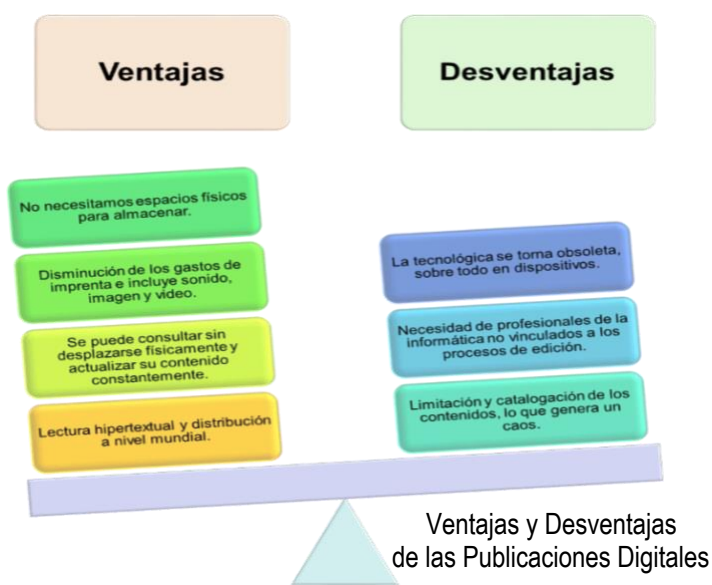 Ventajas
Desventajas
No necesitamos espacios físicos
para almacenar.
Disminución de los gastos de
imprenta e incluye sonido,
imagen y video.
Se puede consultar sin
desplazarse físicamente y
actualizar su contenido
constantemente.
Lectura hipertextual y distribución
a nivel mundial.
La tecnológica se torna obsoleta,
sobre todo en dispositivos.
Necesidad de profesionales de la
informática no vinculados a los
procesos de edición.
Limitación y catalogación de los
contenidos, lo que genera un
caos.
Ventajas y Desventajas
de las Publicaciones Digitales